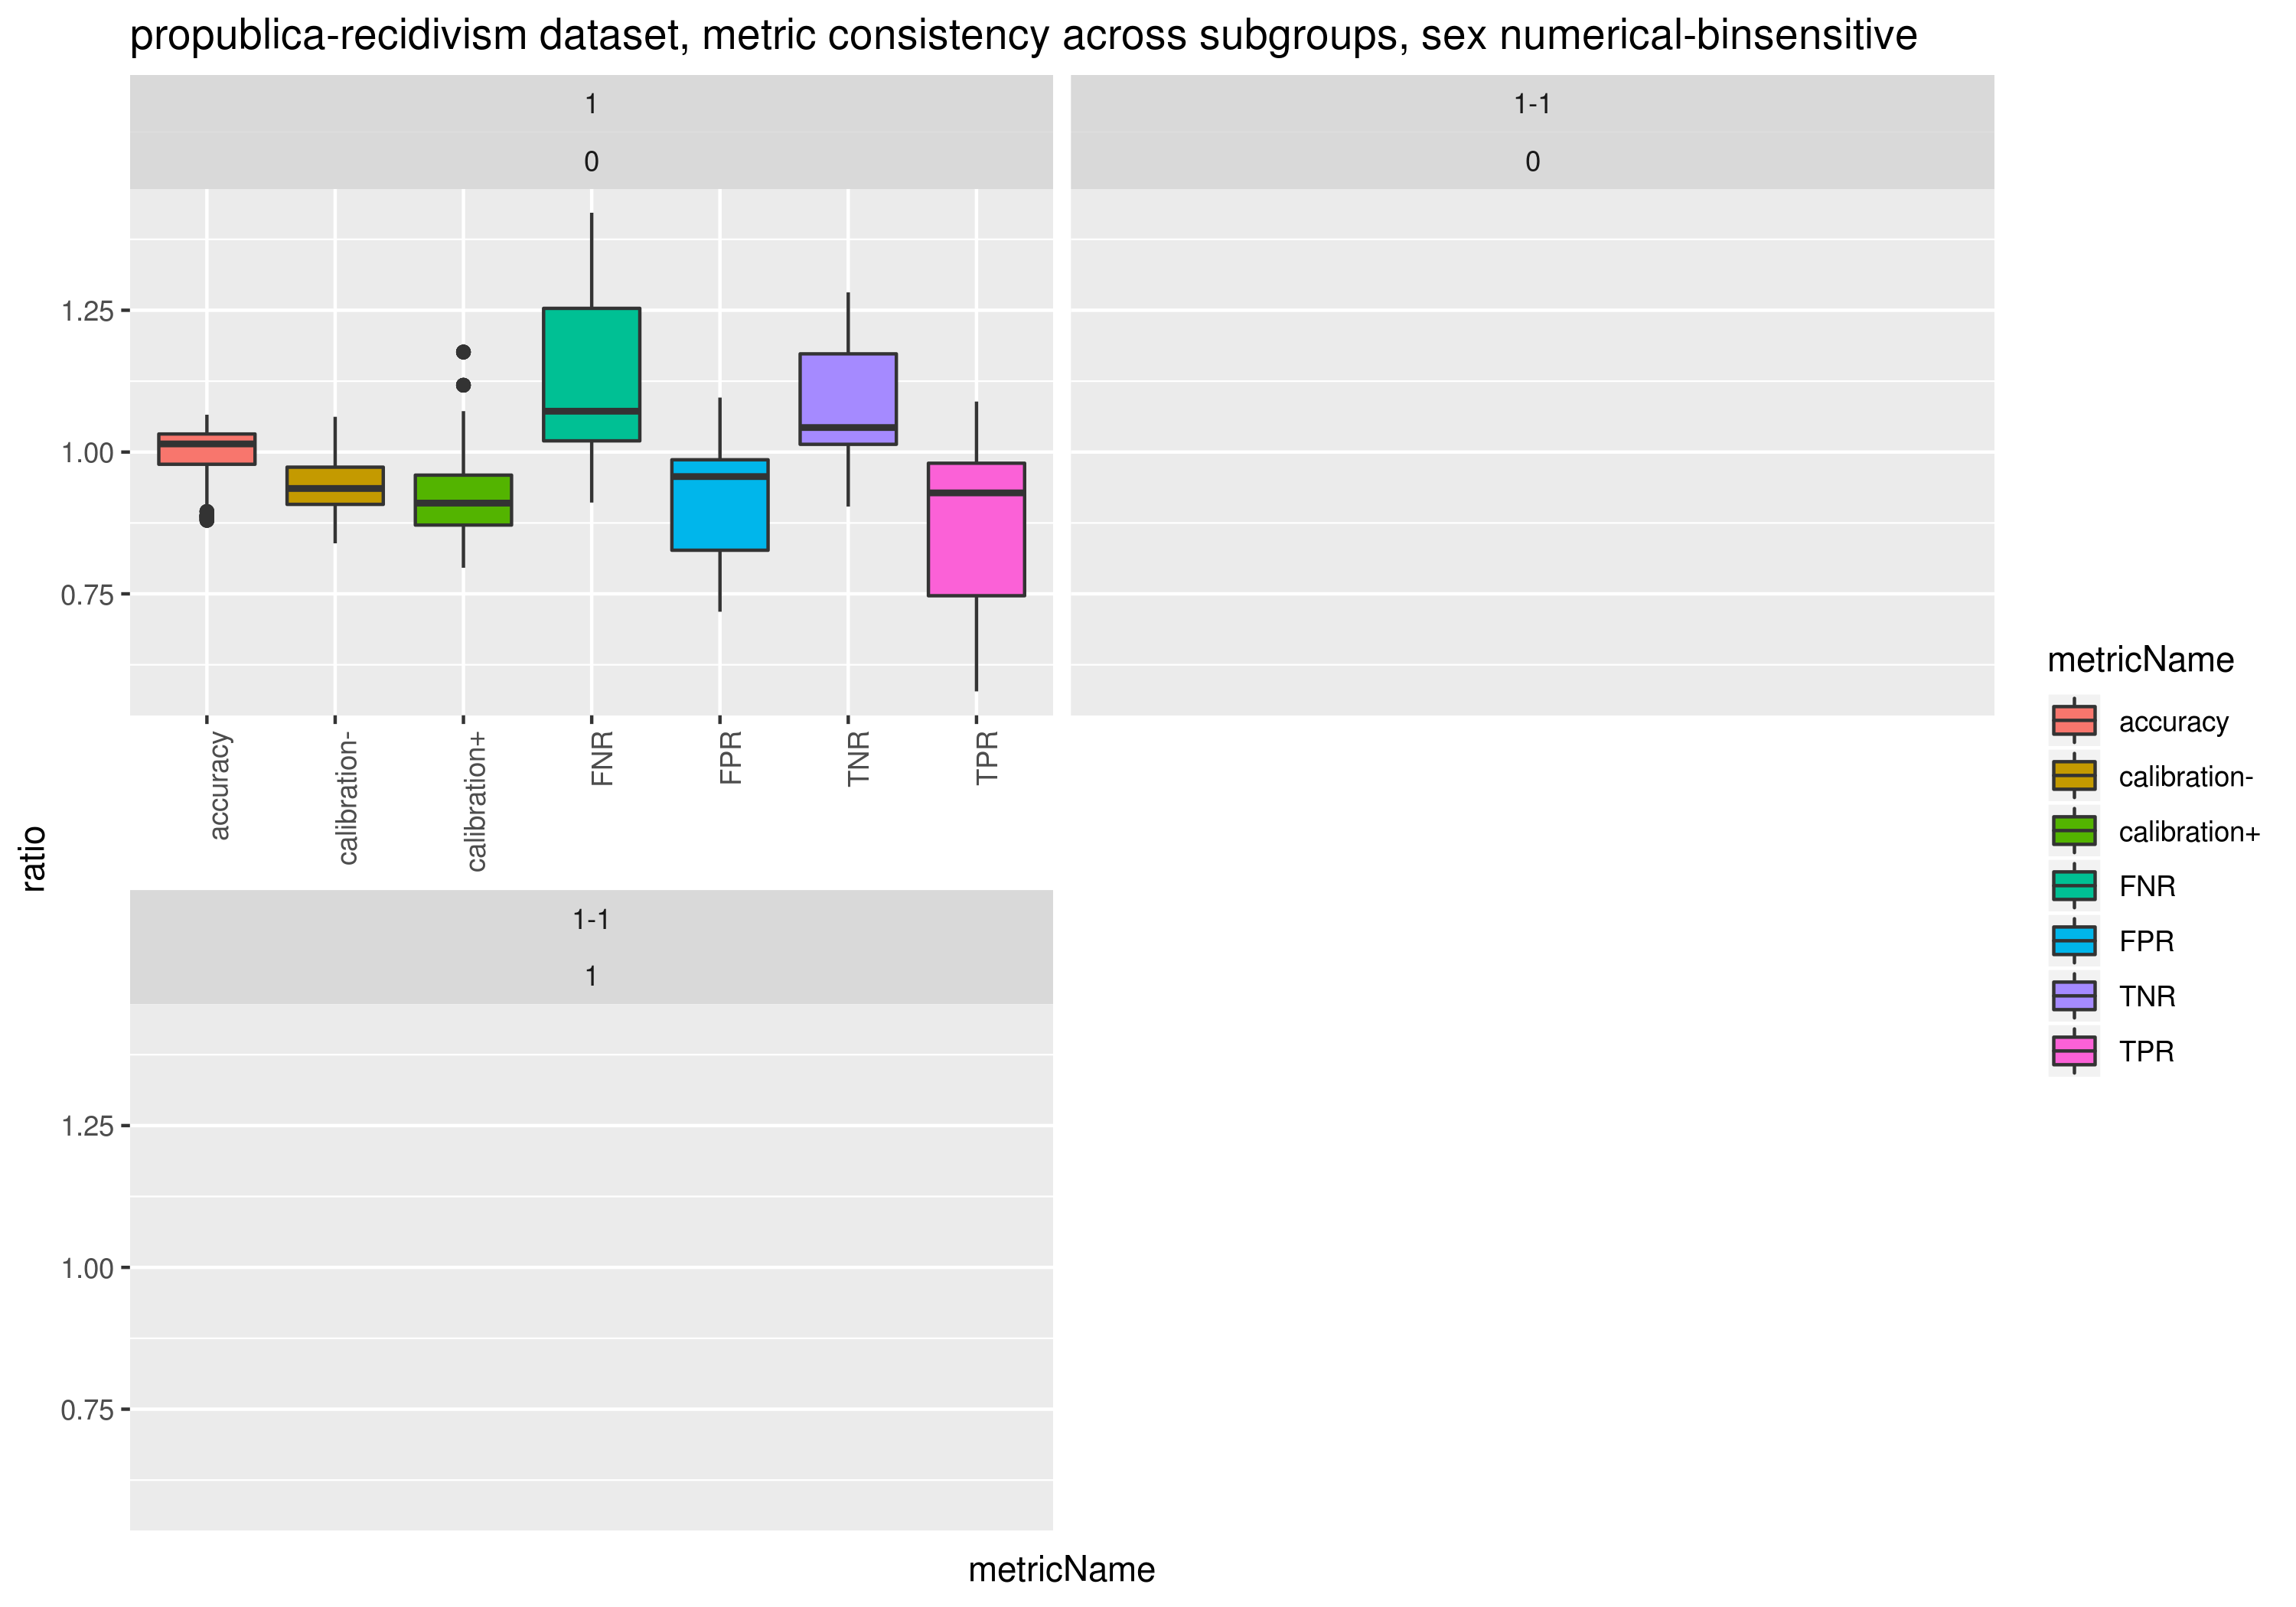 propublica-recidivism dataset, metric consistency across subgroups, sex numerical-binsensitive
1
0
1-1
0
1.25
1.00
0.75
accuracy
calibration-
calibration+
FNR
FPR
TNR
TPR
ratio
1-1
1
1.25
1.00
0.75
metricName
metricName
accuracy
calibration-
calibration+
FNR
FPR
TNR
TPR